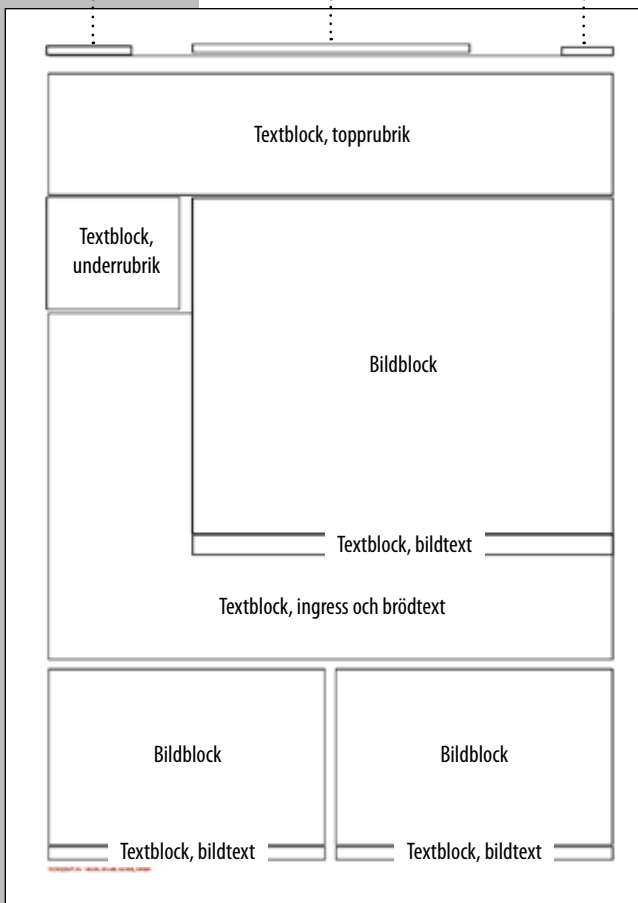 Textblock, topprubrik
Textblock,
underrubrik
Bildblock
Textblock, bildtext
Textblock, ingress och brödtext
Bildblock
Bildblock
Textblock, bildtext
Textblock, bildtext